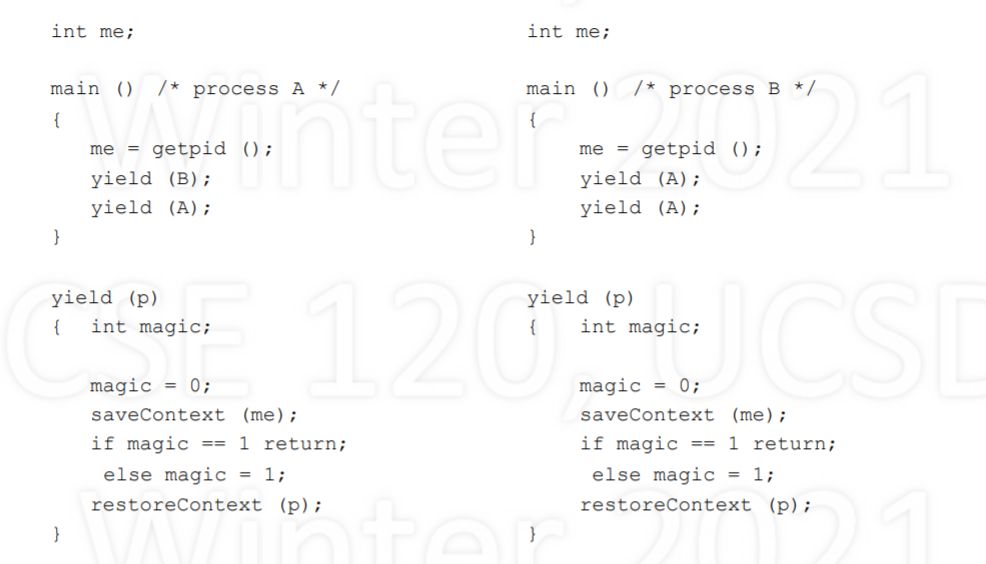 int me;
main () /* process A */
{
me = getpid ();
yield (B);
yield (A);
}
yield (p)
{ int magic;
magic = 0;
saveContext (me);
if magic == 1 return;
else magic = 1;
restoreContext (p);
}
int me;
main () /* process B */
{
me = getpid ();
yield (A);
yield (A);
}
yield (p)
{ int magic;
magic = 0;
saveContext (me);
if magic == 1 return;
else magic = 1;
restoreContext (p);
}
Winter 2021
CSE 120, UCSD
Winter 2021